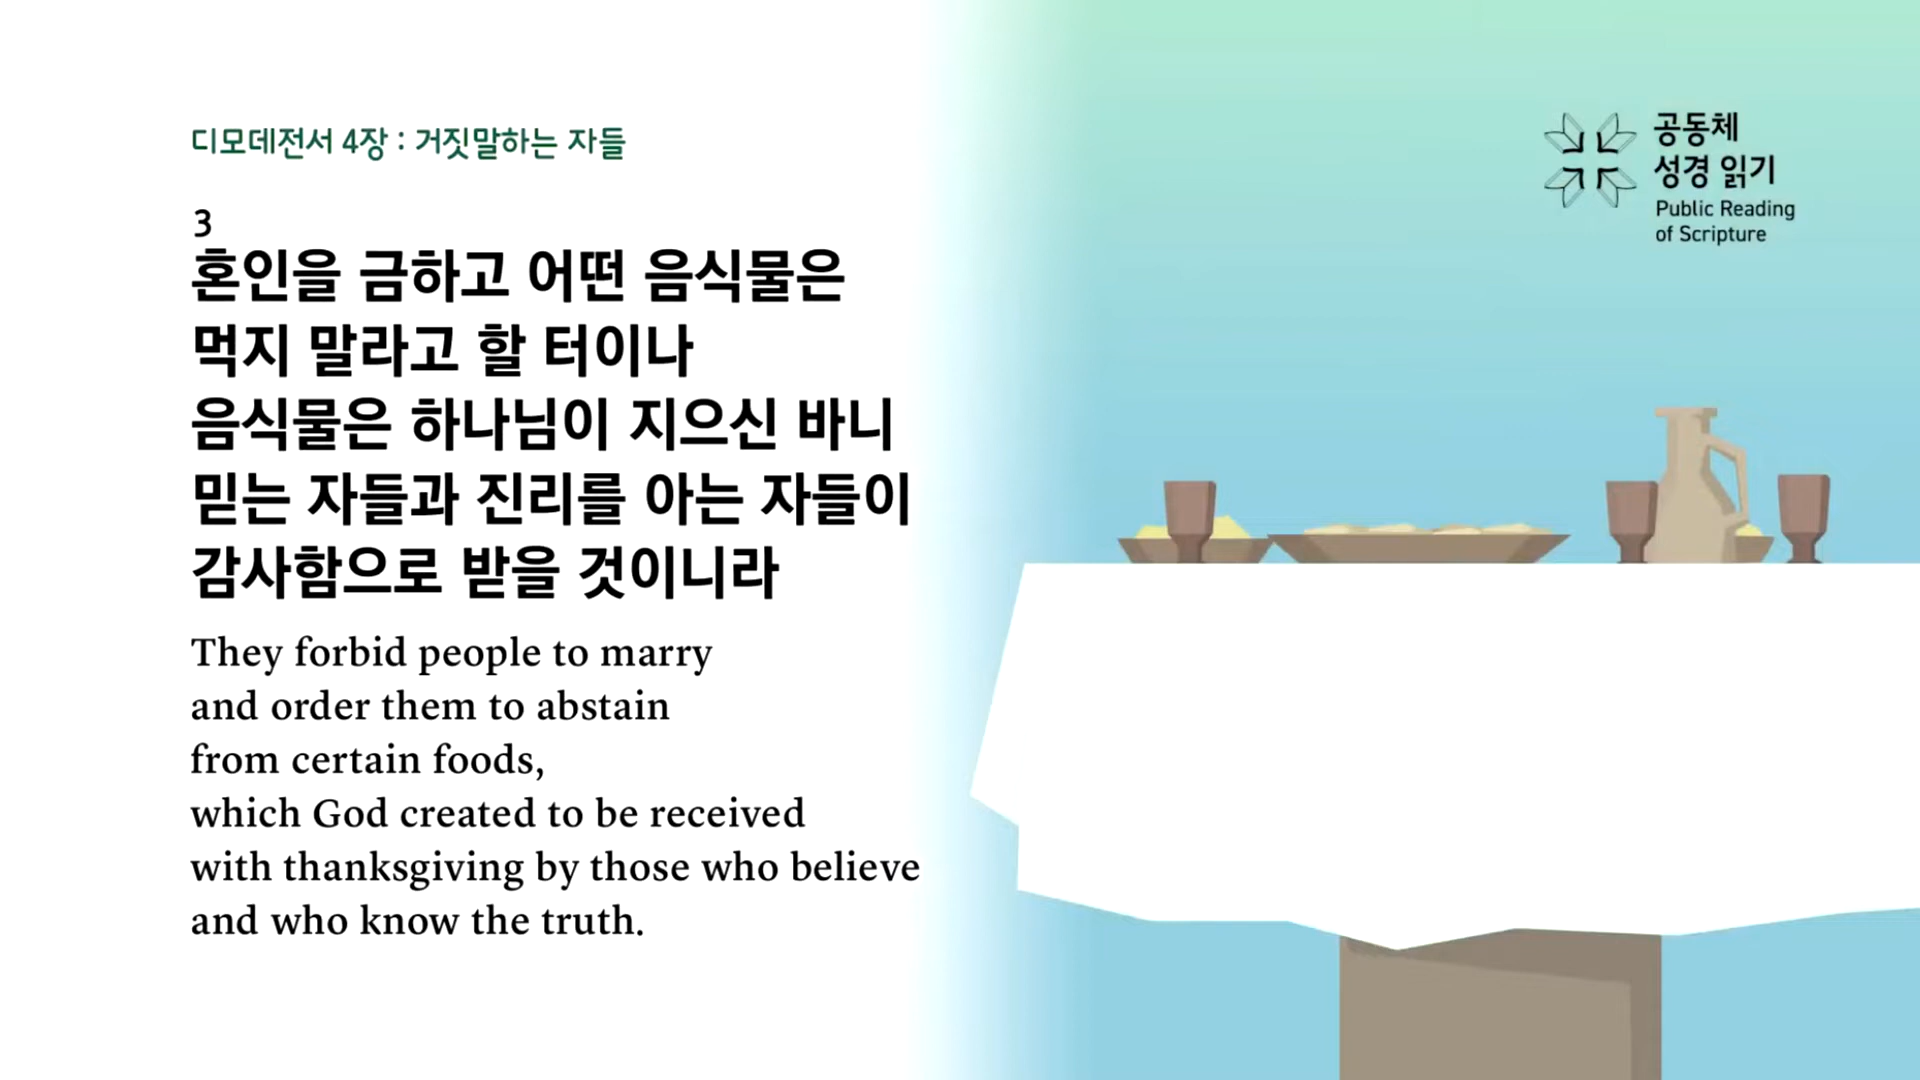 디모데전서 4장 : 거짓말하는 자들
3
혼인을 금하고 어떤 음식물은
먹지 말라고 할 터이나
음식물은 하나님이 지으신 바니
믿는 자들과 진리를 아는 자들이
감사함으로 받을 것이니라
They forbid people to marry
and order them to abstain
from certain foods,
which God created to be received
with thanksgiving by those who believe
and who know the truth.
공동체
성경 읽기
Public Reading
of Scripture